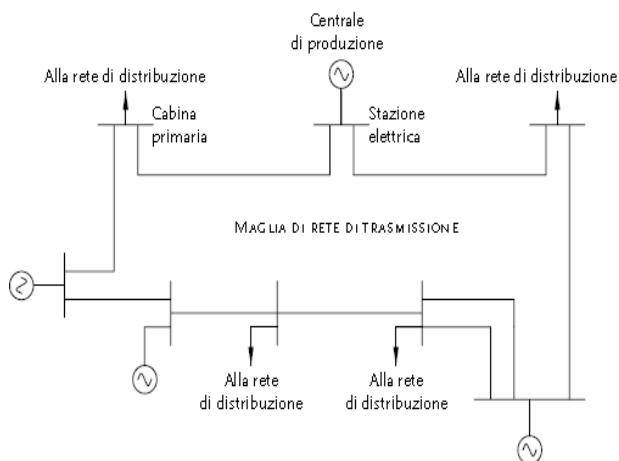 Centrale
di produzione
Alla rete di distribuzione
Alla rete di distribuzione
Cabina
primaria
Stazione
elettrica
MAGLIA DI RETE DI TRASMISSIONE
Alla rete
di distribuzione
Alla rete
di distribuzione